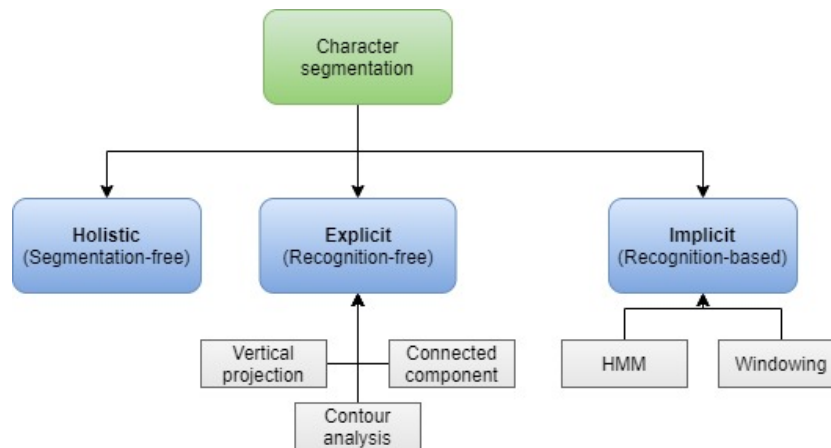 Character
segmentation
Holistic
(Segmentation-free)
Explicit
(Recognition-free)
Implicit
(Recognition-based)
Vertical
projection
Connected
component
Contour
analysis
HMM
Windowing